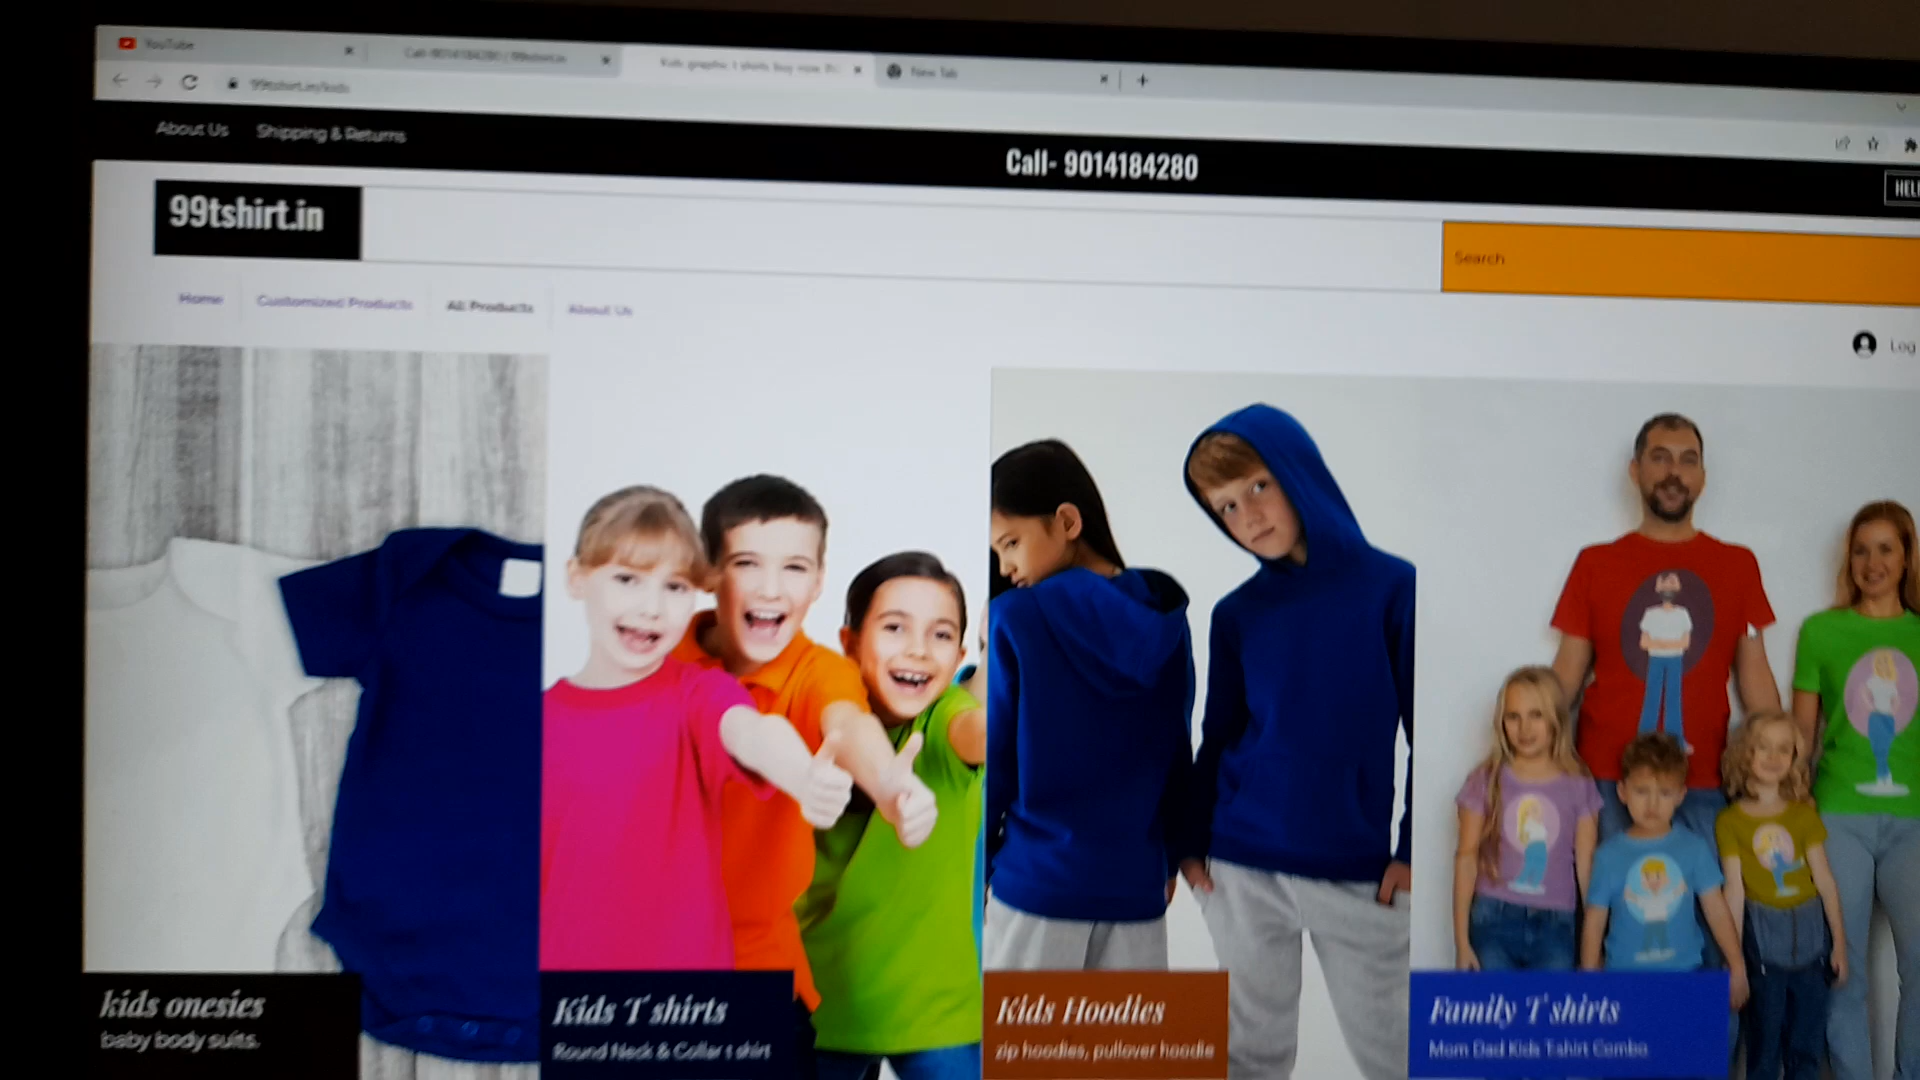 YouTube
Call-9014184280 | 99tshirt.in
Kids graphic t shirts buy now
New Tab
99tshirt.in/kids
About Us
Shipping & Returns
Call- 9014184280
99tshirt.in
Search
Home
Customized Products
All Products
About Us
Log
kids onesies
baby body suits.
Kids T shirts
Round Neck & Collar t shirt
Kids Hoodies
zip hoodies, pullover hoodie
Family T shirts
Mom Dad Kids T-shirt Combo